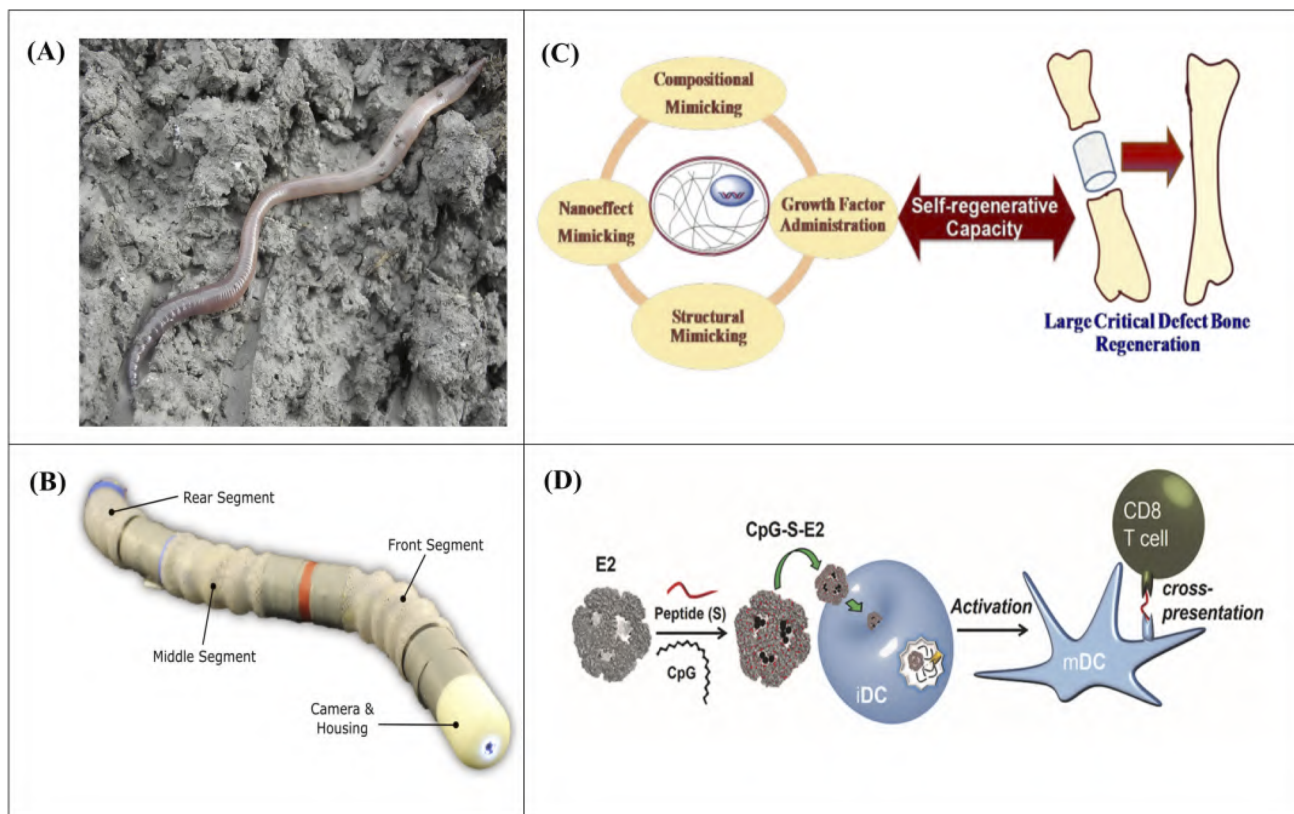 (A)
(B)
Rear Segment
Front Segment
Middle Segment
Camera &
Housing
(C)
Compositional
Mimicking
Nanoeffect
Mimicking
Growth Factor
Administration
Structural
Mimicking
Self-regenerative
Capacity
Large Critical Defect Bone
Regeneration
(D)
E2
Peptide (S)
CpG
CpG-S-E2
iDC
Activation
CD8
T cell
cross-
presentation
mDC